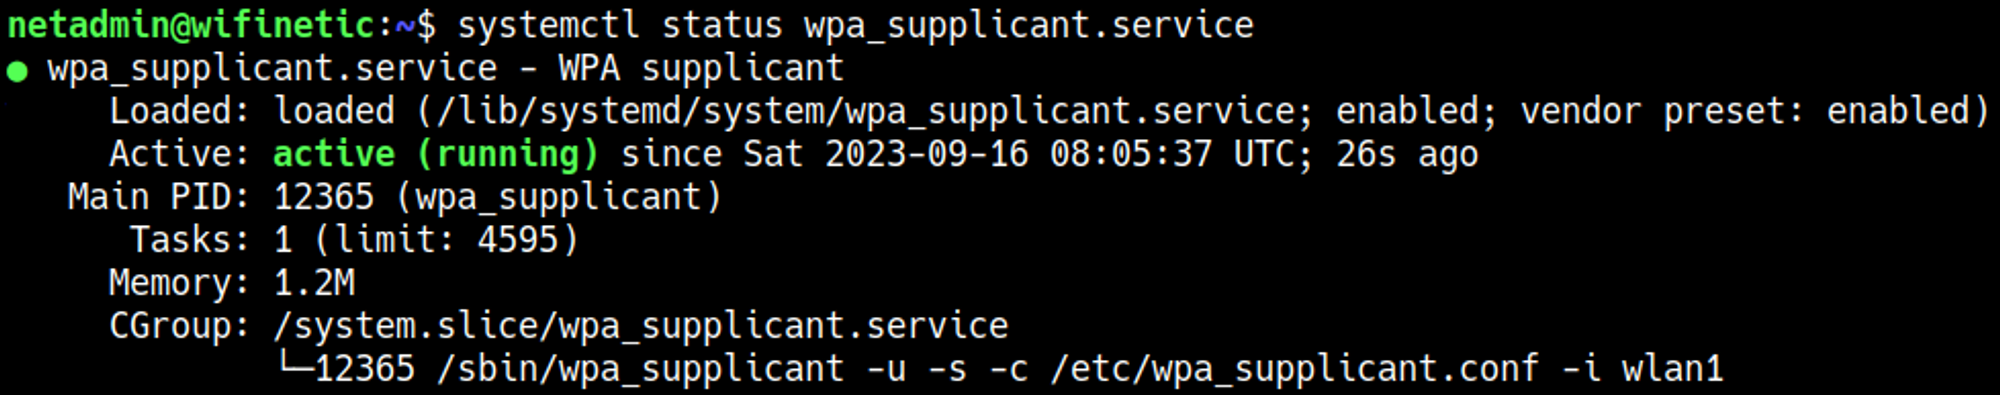 netadmin@wifinetic:~$ systemctl status wpa_supplicant.service
● wpa_supplicant.service - WPA supplicant
     Loaded: loaded (/lib/systemd/system/wpa_supplicant.service; enabled; vendor preset: enabled)
     Active: active (running) since Sat 2023-09-16 08:05:37 UTC; 26s ago
   Main PID: 12365 (wpa_supplicant)
      Tasks: 1 (limit: 4595)
     Memory: 1.2M
     CGroup: /system.slice/wpa_supplicant.service
             └─12365 /sbin/wpa_supplicant -u -s -c /etc/wpa_supplicant.conf -i wlan1